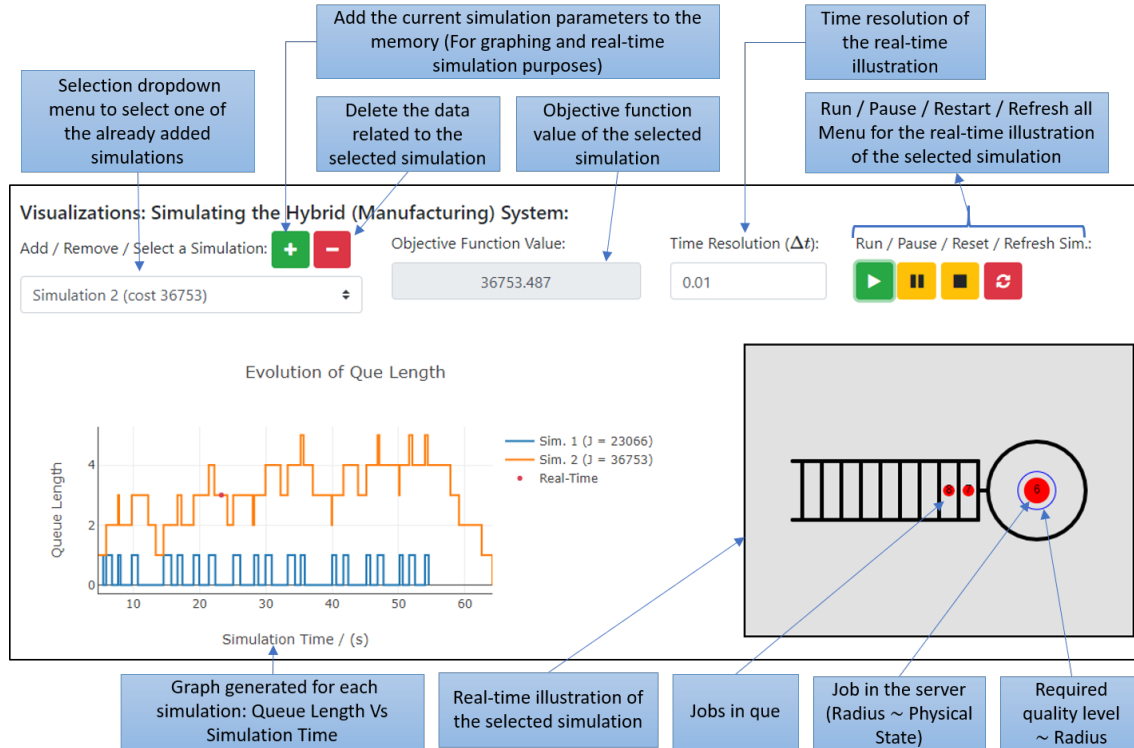 Add the current simulation parameters to the
memory (For graphing and real-time
simulation purposes)
Time resolution of
the real-time
illustration
Selection dropdown
menu to select one of
the already added
simulations
Delete the data
related to the
selected simulation
Objective function
value of the selected
simulation
Run / Pause / Restart / Refresh all
Menu for the real-time illustration
of the selected simulation
Visualizations: Simulating the Hybrid (Manufacturing) System:
Add / Remove / Select a Simulation:
Objective Function Value:
Time Resolution (Δt):
Run / Pause / Reset / Refresh Sim.:
Simulation 2 (cost 36753)
36753.487
0.01
Evolution of Que Length
Sim. 1 (J = 23066)
Sim. 2 (J = 36753)
Real-Time
Queue Length
4
2
0
10 20 30 40 50 60
Simulation Time / (s)
8 7 6
Graph generated for each
simulation: Queue Length Vs
Simulation Time
Real-time illustration of
the selected simulation
Jobs in que
Job in the server
(Radius ~ Physical
State)
Required
quality level
~ Radius